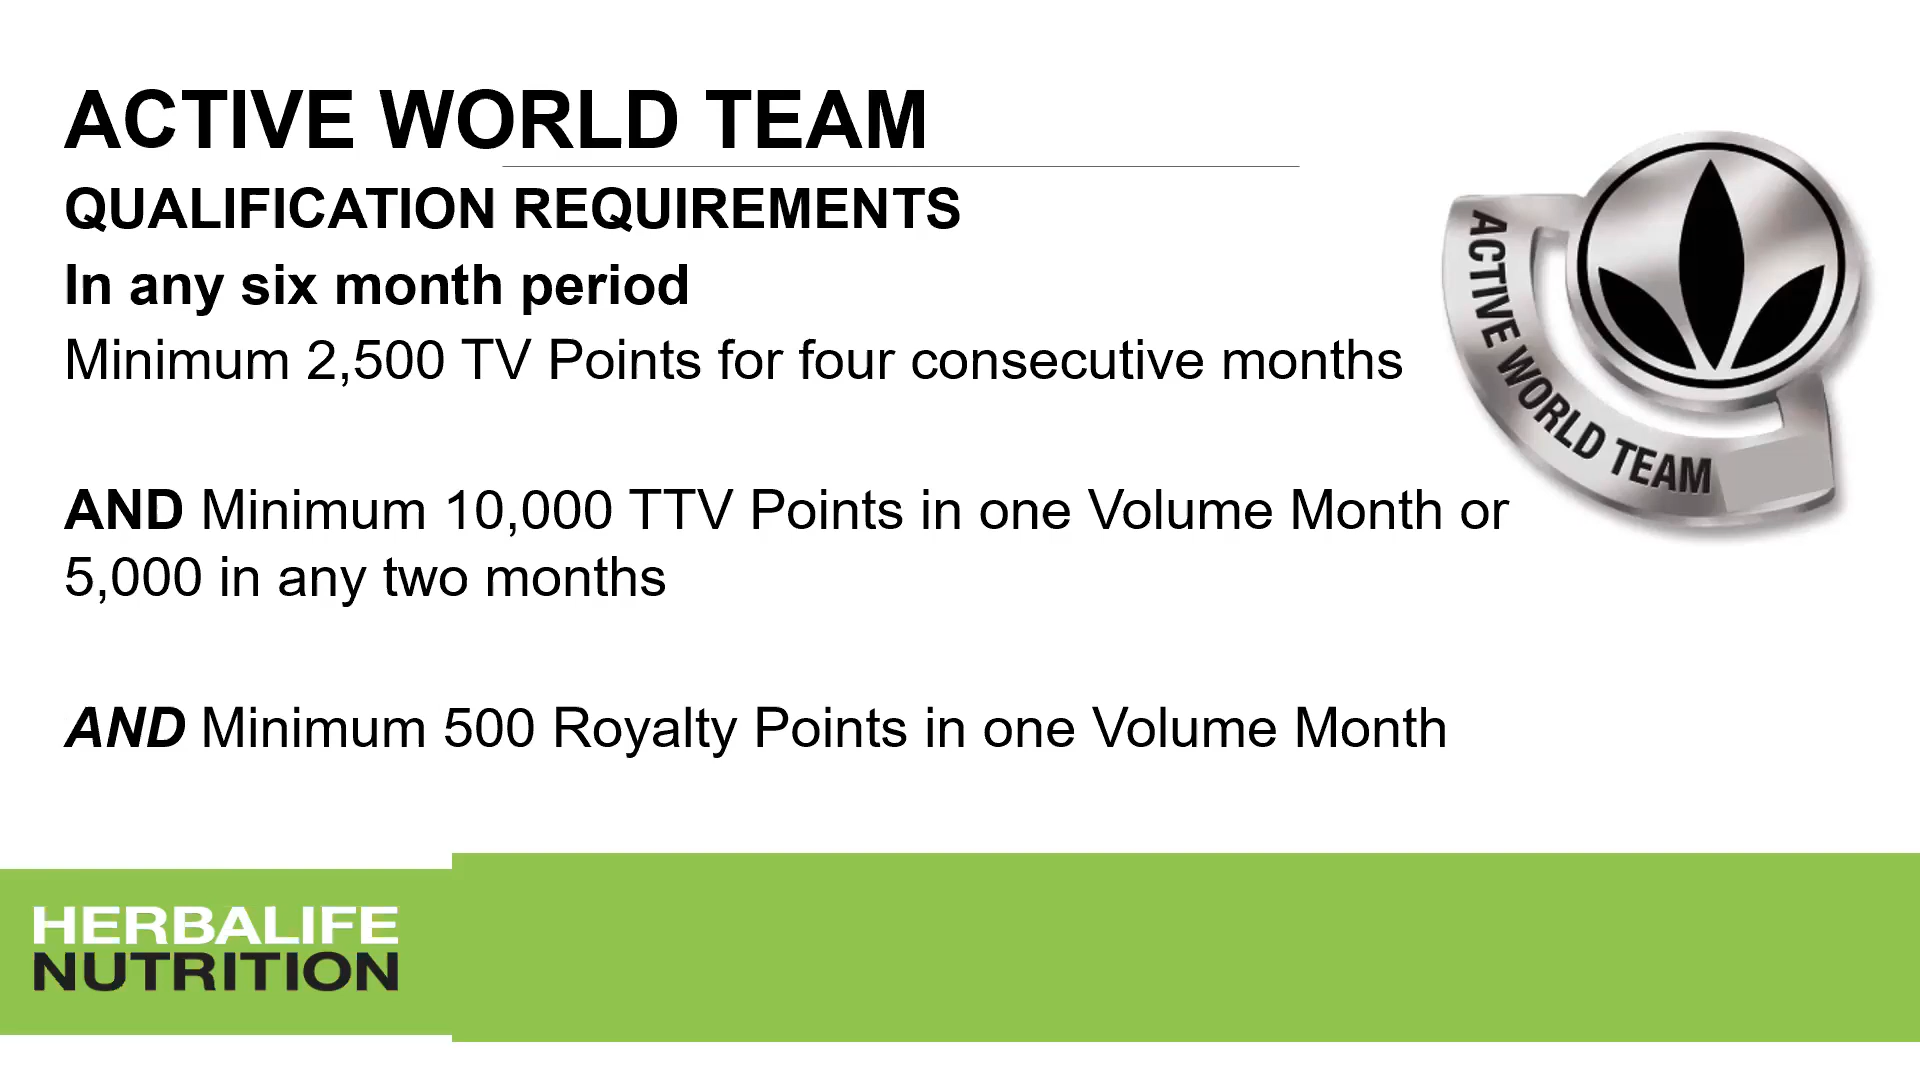 ACTIVE WORLD TEAM
QUALIFICATION REQUIREMENTS
In any six month period
Minimum 2,500 TV Points for four consecutive months
AND Minimum 10,000 TTV Points in one Volume Month or
5,000 in any two months
AND Minimum 500 Royalty Points in one Volume Month
ACTIVE WORLD TEAM
HERBALIFE
NUTRITION